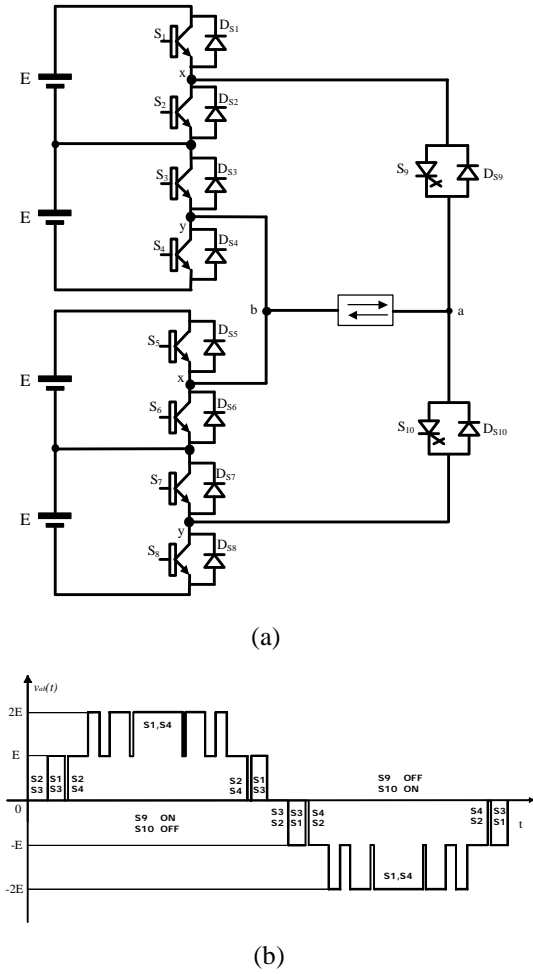 S1
DS1
E
x
S2
DS2
S3
DS3
S9
DS9
E
y
S4
DS4
b
a
S5
DS5
E
x
S6
DS6
S10
DS10
S7
DS7
E
y
S8
DS8
(a)
vab(t)
2E
S1,S4
E
S2 S1 S2
S3 S3 S4
S2 S1
S4 S3
S9 OFF
S10 ON
0
S9 ON
S10 OFF
S3 S3 S4
S2 S1 S2
S4 S3
S2 S1
t
-E
S1,S4
-2E
(b)